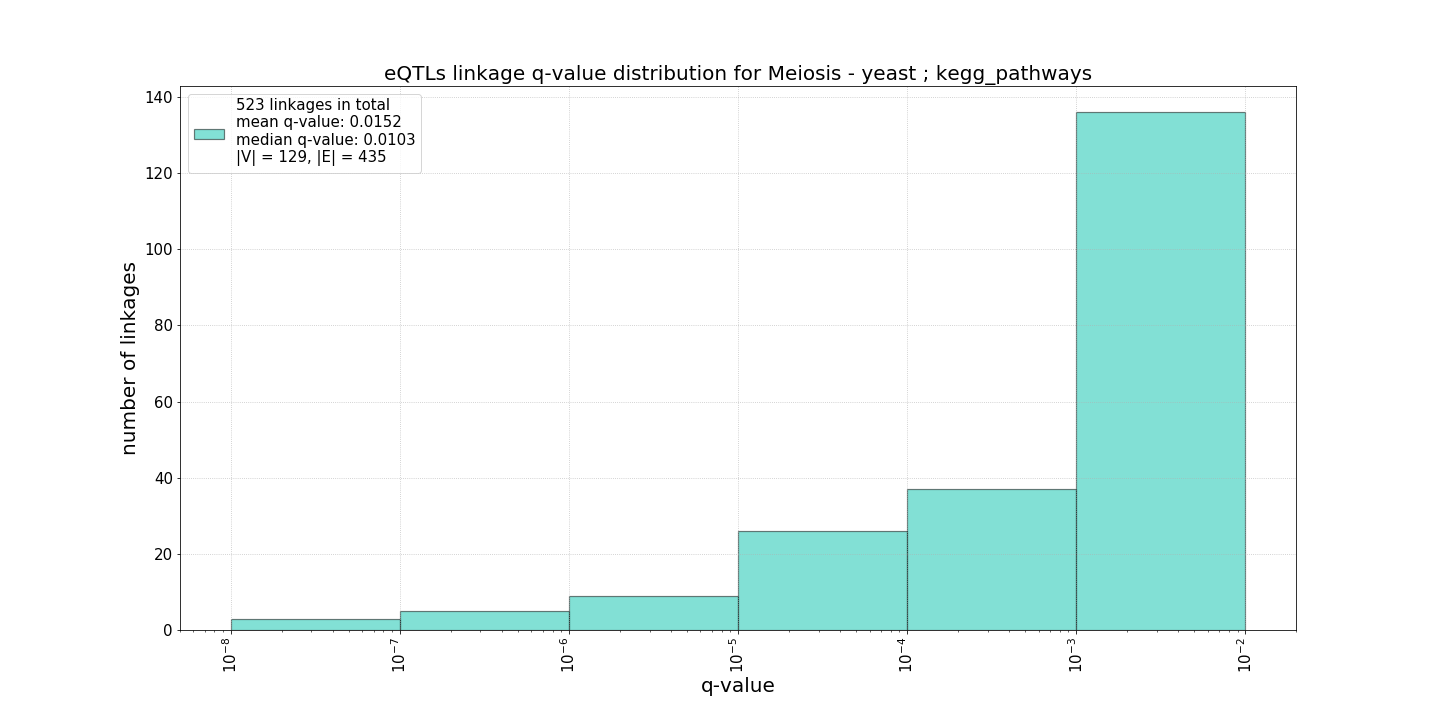 eQTLs linkage q-value distribution for Meiosis - yeast ; kegg_pathways
523 linkages in total
mean q-value: 0.0152
median q-value: 0.0103
|V| = 129, |E| = 435
number of linkages
140
120
100
80
60
40
20
0
10⁻⁸ 10⁻⁷ 10⁻⁶ 10⁻⁵ 10⁻⁴ 10⁻³ 10⁻²
q-value